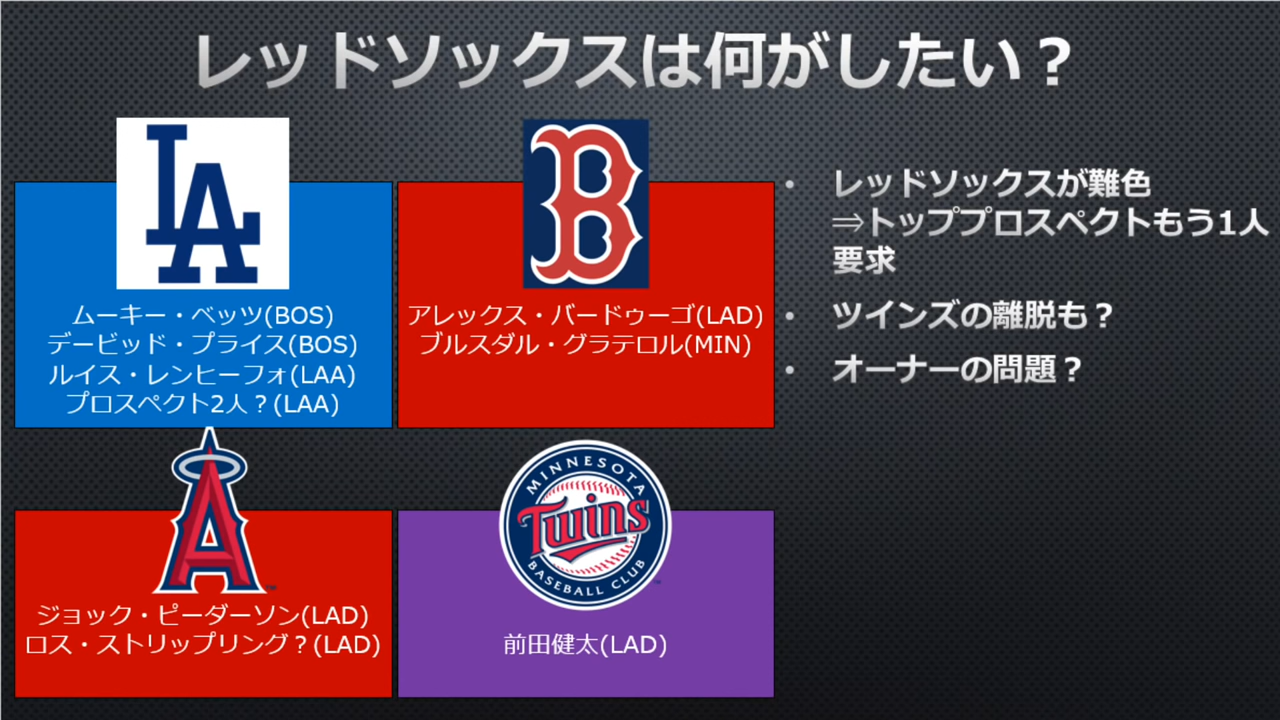 レッドソックスは何がしたい？
LA
ムーキー・ベッツ(BOS)
デービッド・プライス(BOS)
ルイス・レンヒーフォ(LAA)
プロスペクト2人？(LAA)
B
アレックス・バードゥーゴ(LAD)
ブルスダル・グラテロル(MIN)
• レッドソックスが難色
⇒トッププロスペクトもう1人
要求
• ツインズの離脱も？
• オーナーの問題？
A
ジョック・ピーダーソン(LAD)
ロス・ストリップリング？(LAD)
MINNESOTA
Twins
BASEBALL CLUB
前田健太(LAD)